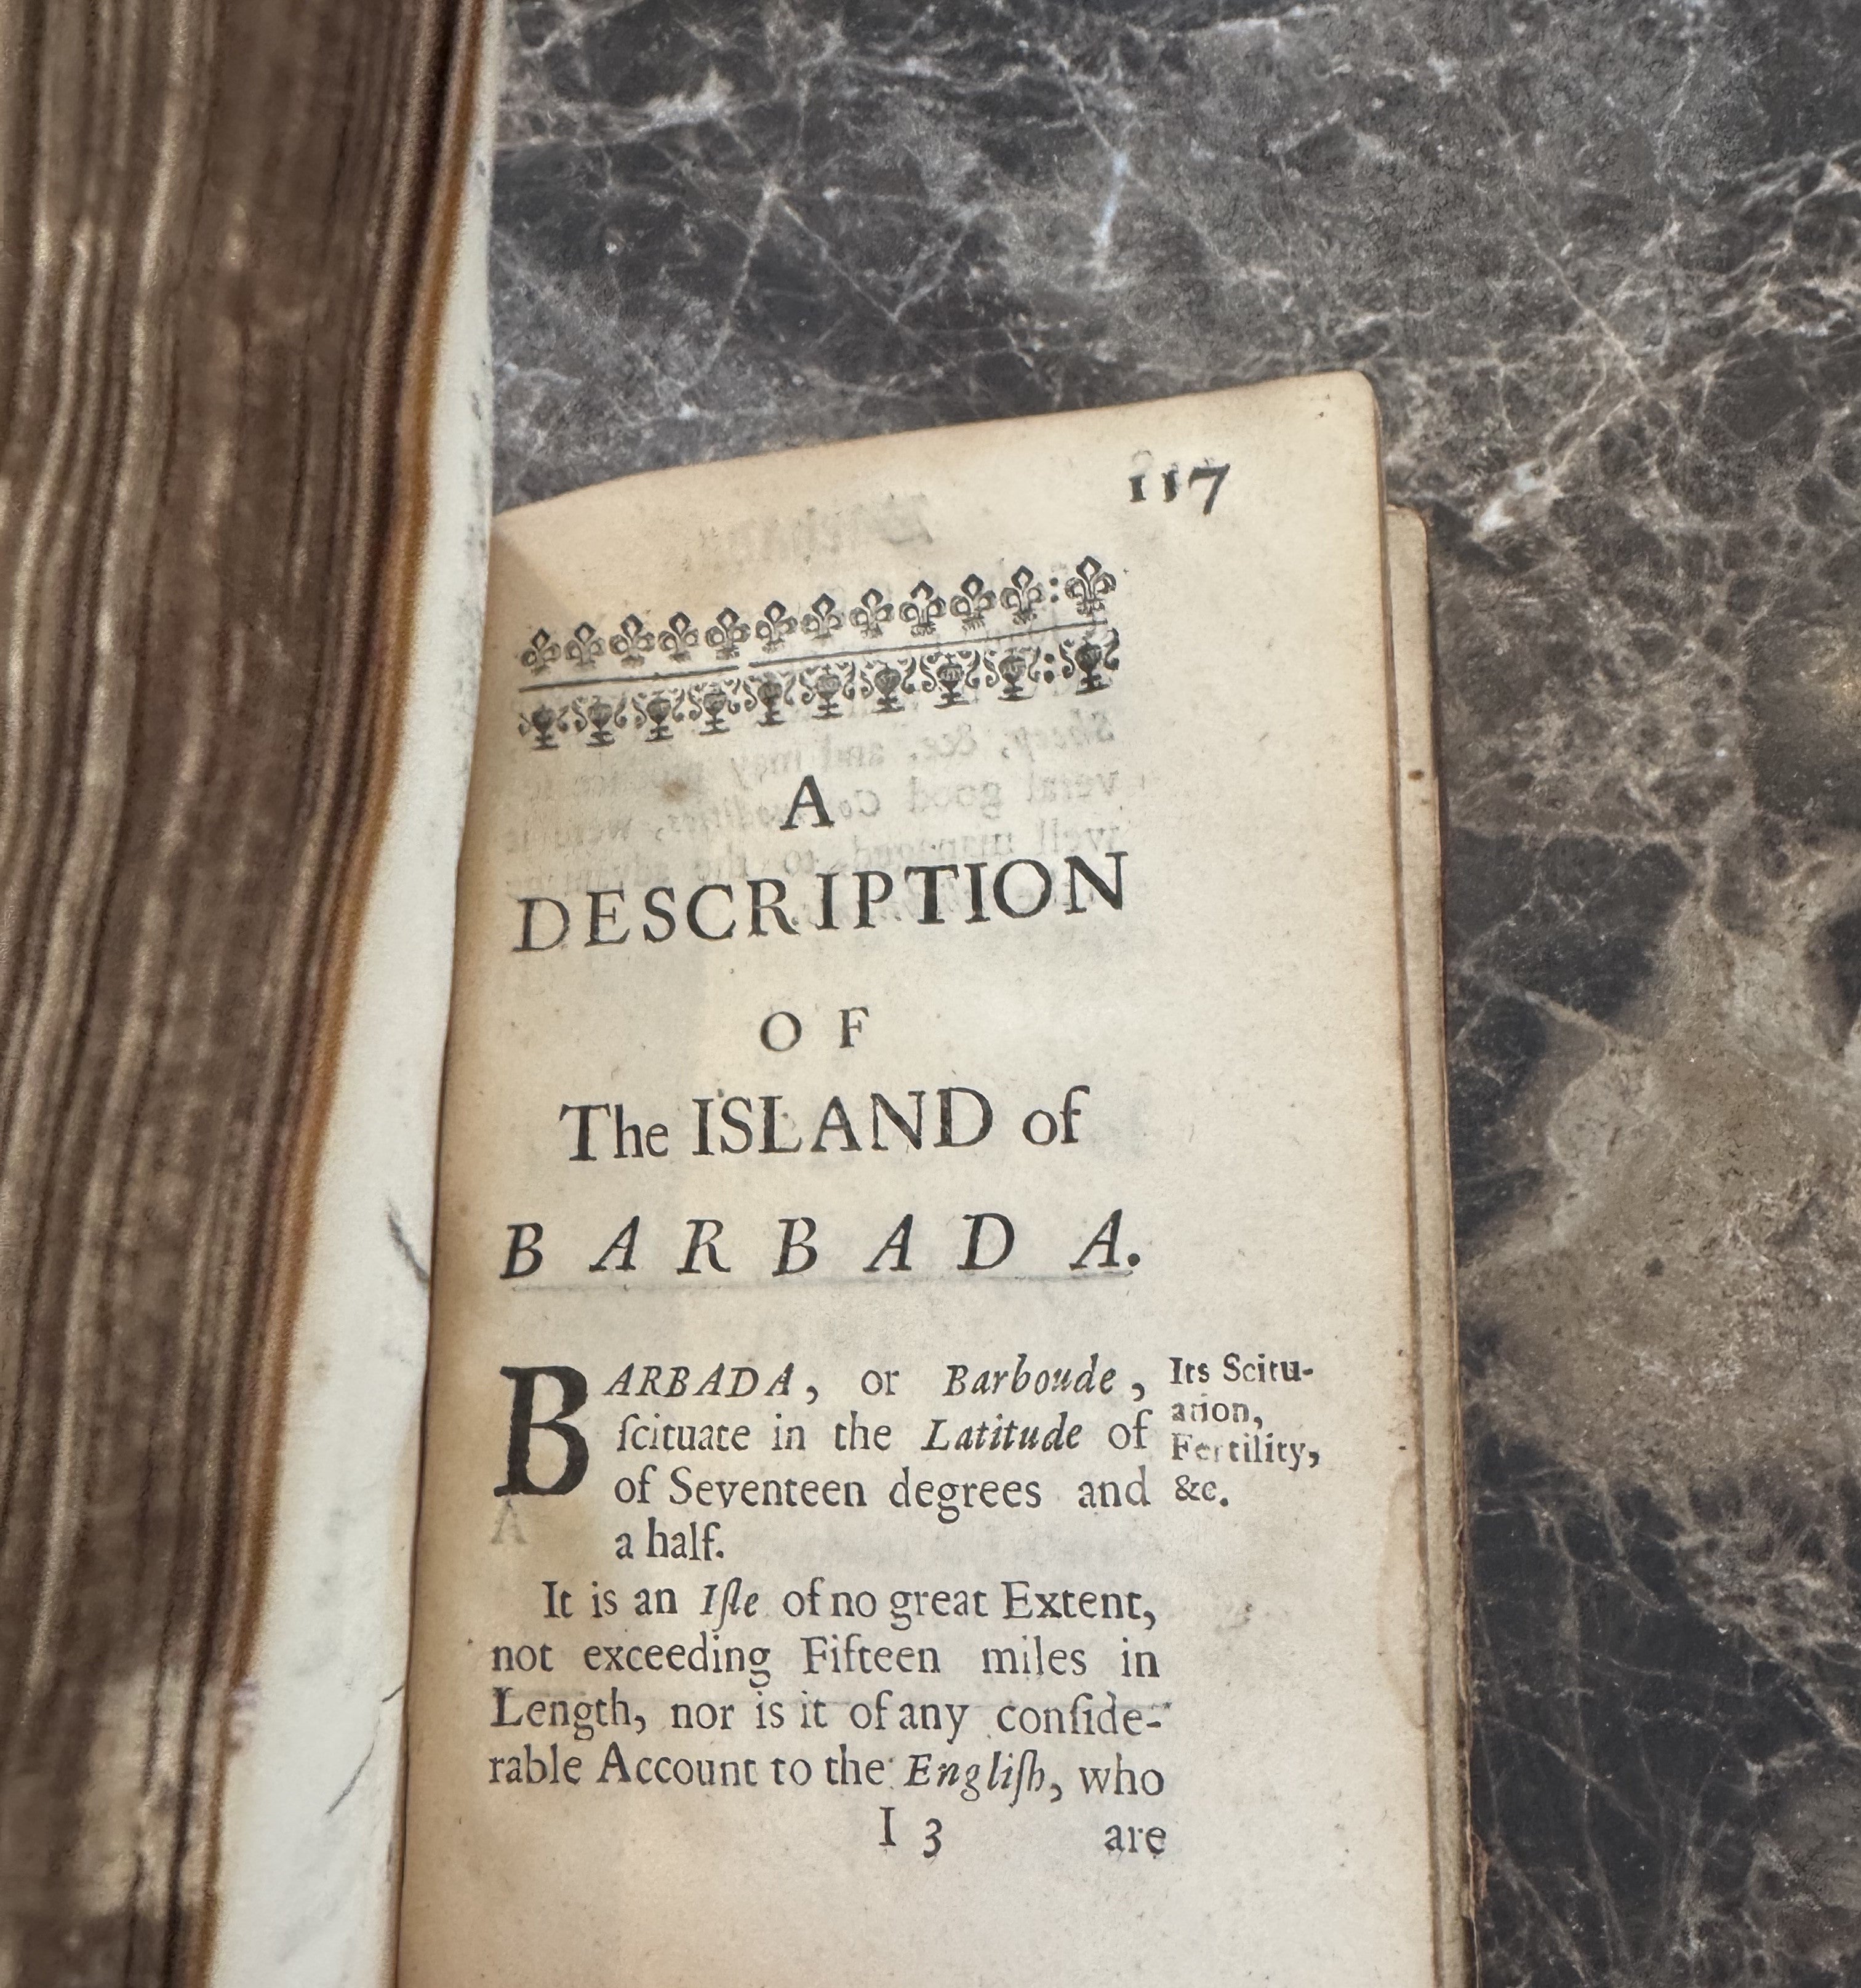 117
A
DESCRIPTION
OF
The ISLAND of
BARBADA.
BARBADA, or Barboude,
ſcituate in the Latitude of
of Seventeen degrees and
a half.
Its Scitu-
ation,
Fertility,
&c.
It is an Iſle of no great Extent,
not exceeding Fifteen miles in
Length, nor is it of any conſide-
rable Account to the Engliſh, who
I 3 are